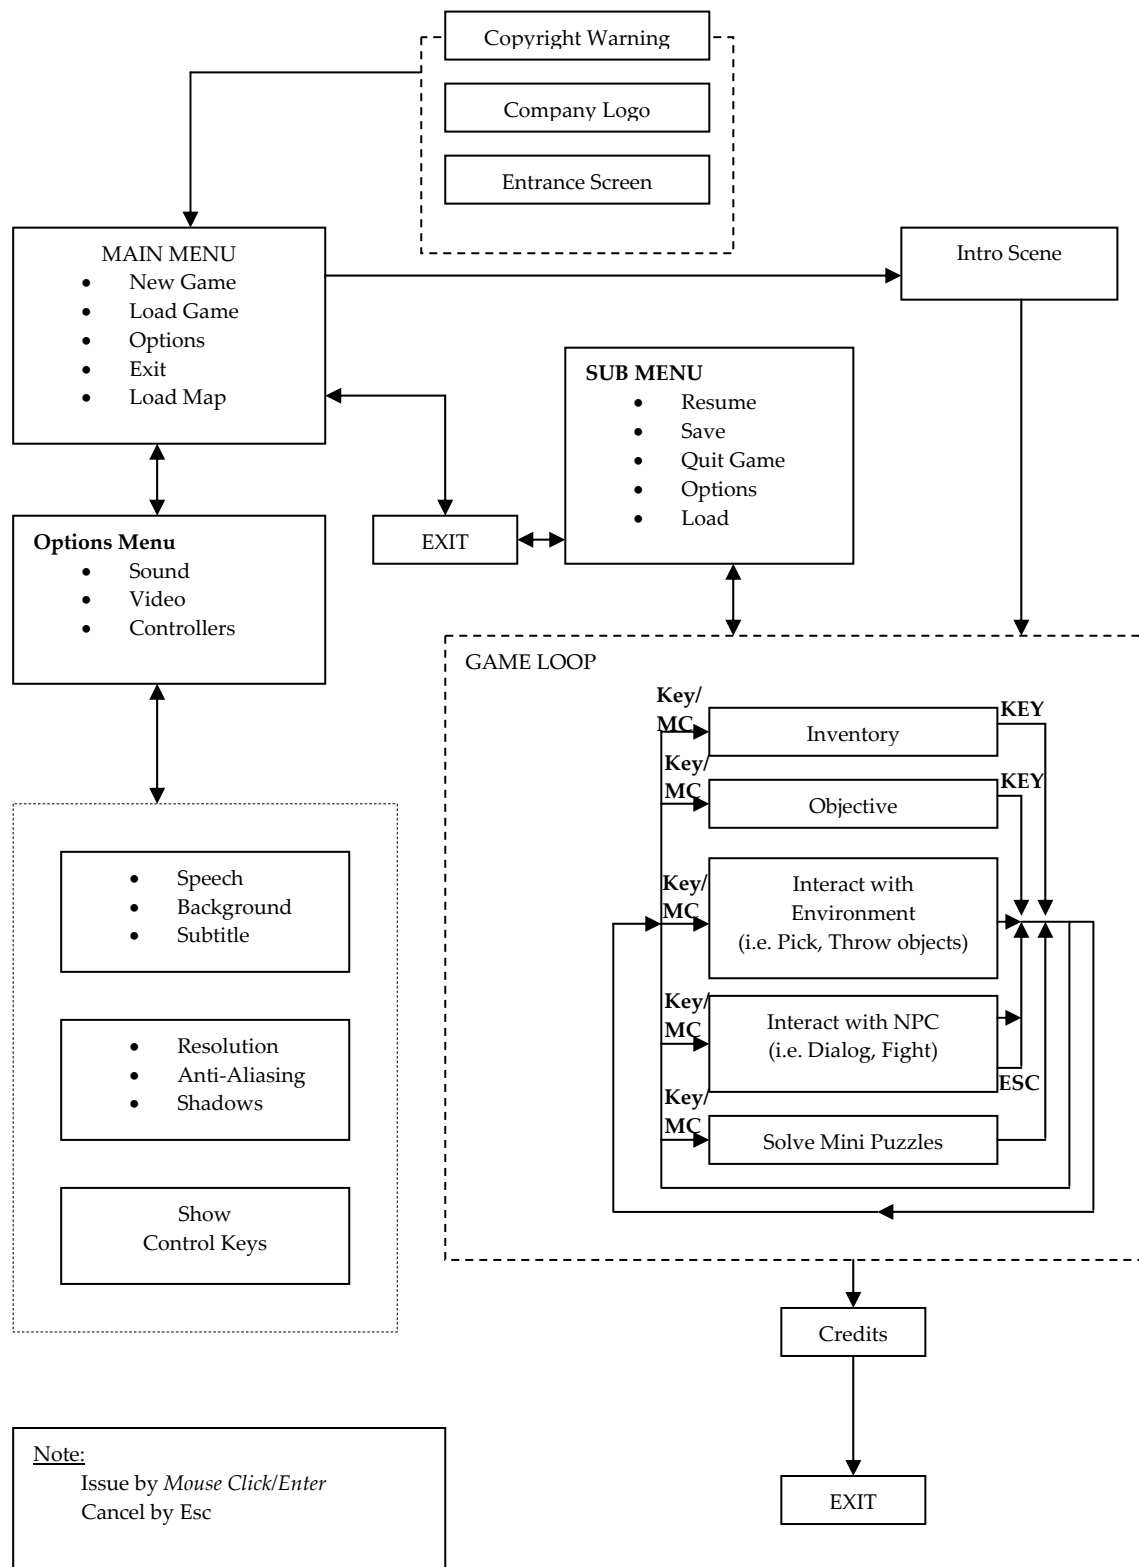 Copyright Warning
Company Logo
Entrance Screen
MAIN MENU
• New Game
• Load Game
• Options
• Exit
• Load Map
Intro Scene
SUB MENU
• Resume
• Save
• Quit Game
• Options
• Load
EXIT
Options Menu
• Sound
• Video
• Controllers
GAME LOOP
Key/
MC
Inventory
KEY
Key/
MC
Objective
KEY
Key/
MC
Interact with
Environment
(i.e. Pick, Throw objects)
Key/
MC
Interact with NPC
(i.e. Dialog, Fight)
ESC
Key/
MC
Solve Mini Puzzles
• Speech
• Background
• Subtitle
• Resolution
• Anti-Aliasing
• Shadows
Show
Control Keys
Credits
EXIT
Note:
Issue by Mouse Click/Enter
Cancel by Esc